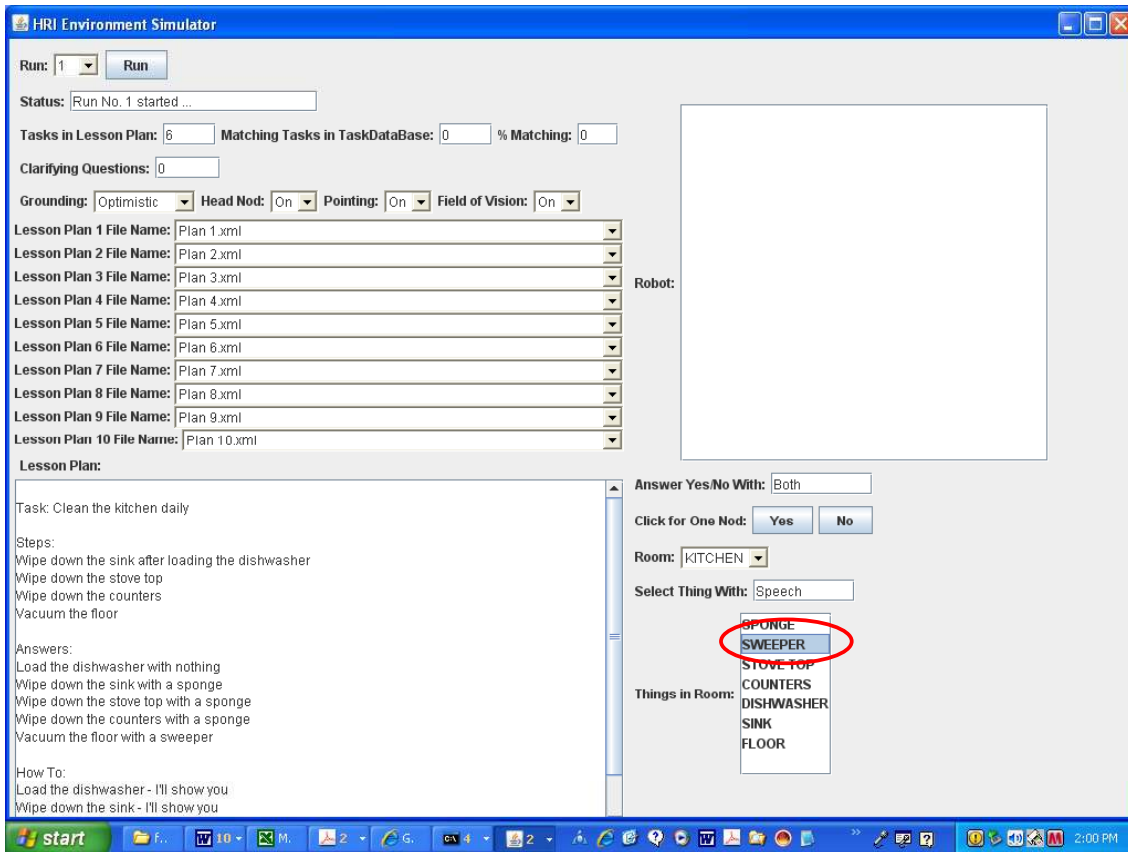 HRI Environment Simulator
Run: 1 Run
Status: Run No. 1 started ...
Tasks in Lesson Plan: 6 Matching Tasks in TaskDataBase: 0 % Matching: 0
Clarifying Questions: 0
Grounding: Optimistic Head Nod: On Pointing: On Field of Vision: On
Lesson Plan 1 File Name: Plan 1.xml
Lesson Plan 2 File Name: Plan 2.xml
Lesson Plan 3 File Name: Plan 3.xml
Lesson Plan 4 File Name: Plan 4.xml
Lesson Plan 5 File Name: Plan 5.xml
Lesson Plan 6 File Name: Plan 6.xml
Lesson Plan 7 File Name: Plan 7.xml
Lesson Plan 8 File Name: Plan 8.xml
Lesson Plan 9 File Name: Plan 9.xml
Lesson Plan 10 File Name: Plan 10.xml
Lesson Plan:
Task: Clean the kitchen daily
Steps:
Wipe down the sink after loading the dishwasher
Wipe down the stove top
Wipe down the counters
Vacuum the floor
Answers:
Load the dishwasher with nothing
Wipe down the sink with a sponge
Wipe down the stove top with a sponge
Wipe down the counters with a sponge
Vacuum the floor with a sweeper
How To:
Load the dishwasher - I'll show you
Wipe down the sink - I'll show you
Robot:
Answer Yes/No With: Both
Click for One Nod: Yes No
Room: KITCHEN
Select Thing With: Speech
Things in Room:
SPONGE
SWEEPER
STOVE TOP
COUNTERS
DISHWASHER
SINK
FLOOR
start F.. 10 M. 2 G. 4 2 2:00 PM